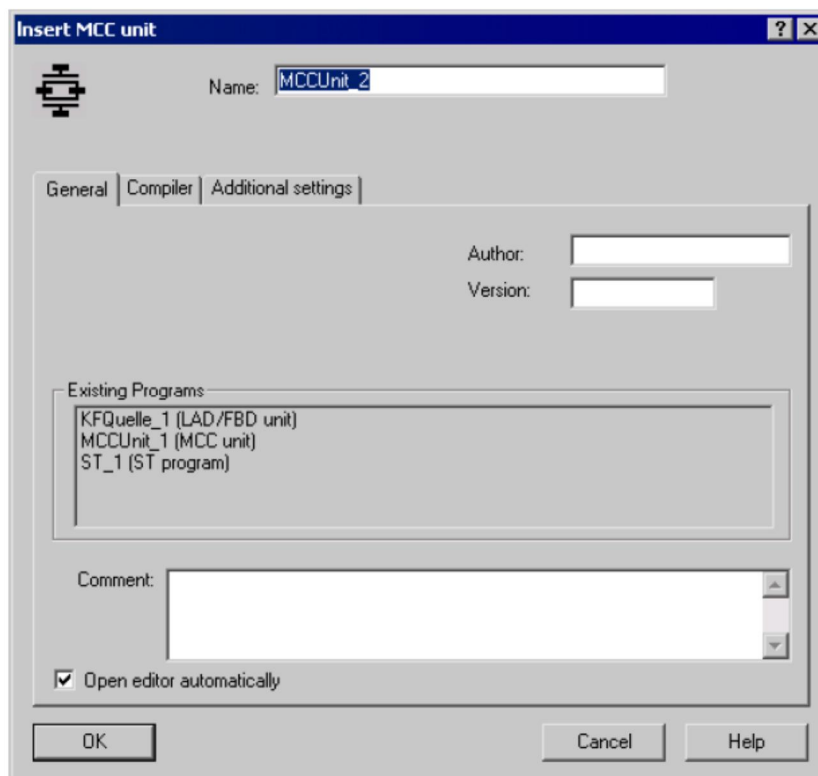 Insert MCC unit
Name: MCCUnit_2
General Compiler Additional settings
Author:
Version:
Existing Programs
KFQuelle_1 (LAD/FBD unit)
MCCUnit_1 (MCC unit)
ST_1 (ST program)
Comment:
Open editor automatically
OK Cancel Help